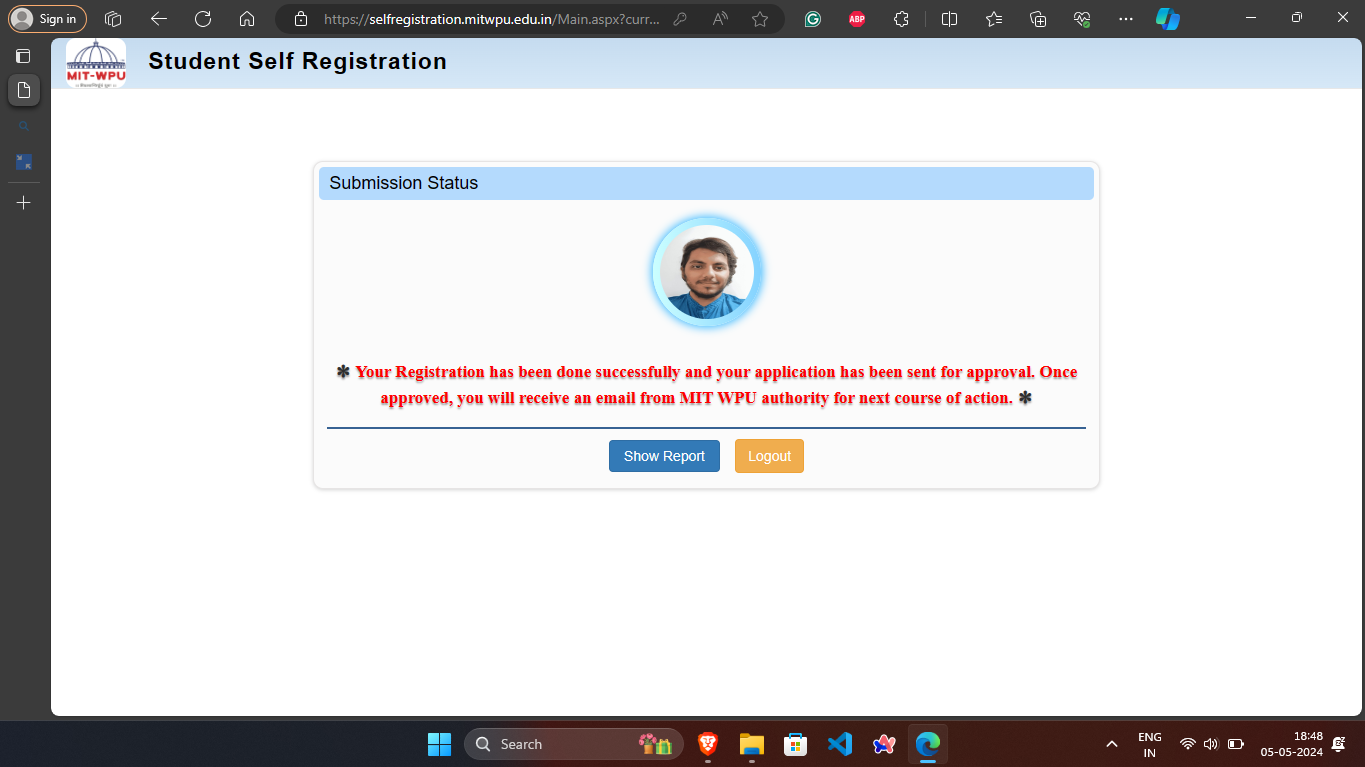 Sign in
https://selfregistration.mitwpu.edu.in/Main.aspx?curr...
ABP
MIT-WPU
Student Self Registration
Submission Status
✻ Your Registration has been done successfully and your application has been sent for approval. Once
approved, you will receive an email from MIT WPU authority for next course of action. ✻
Show Report
Logout
Search
ENG
IN
18:48
05-05-2024